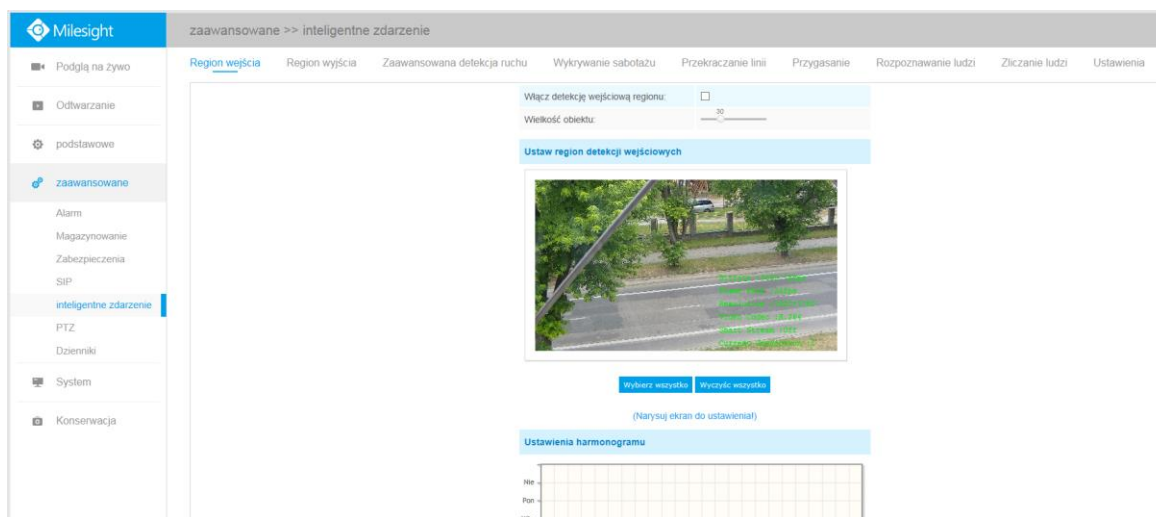 Milesight
zaawansowane >> inteligentne zdarzenie
Podglą na żywo
Odtwarzanie
podstawowe
zaawansowane
Alarm
Magazynowanie
Zabezpieczenia
SIP
inteligentne zdarzenie
PTZ
Dzienniki
System
Konserwacja
Region wejścia Region wyjścia Zaawansowana detekcja ruchu Wykrywanie sabotażu Przekraczanie linii Przygasanie Rozpoznawanie ludzi Zliczanie ludzi Ustawienia
Włącz detekcję wejściową regionu:
Wielkość obiektu: 30
Ustaw region detekcji wejściowych
Wybierz wszystko Wyczyść wszystko
(Narysuj ekran do ustawienia!)
Ustawienia harmonogramu
Nie
Pon